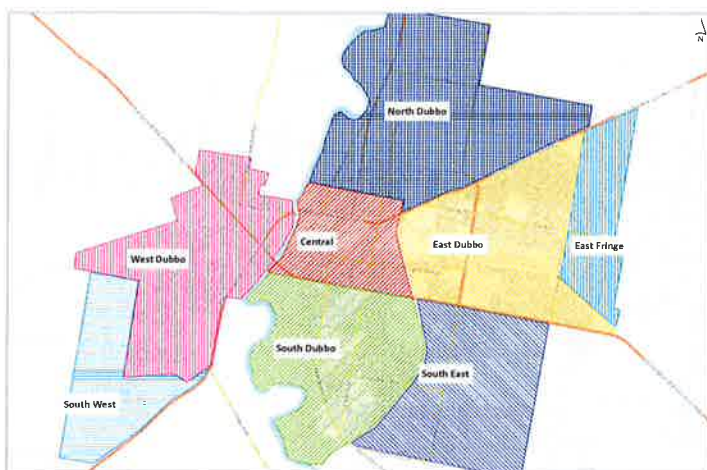 N
North Dubbo
Central
East Dubbo
East Fringe
West Dubbo
South Dubbo
South East
South West